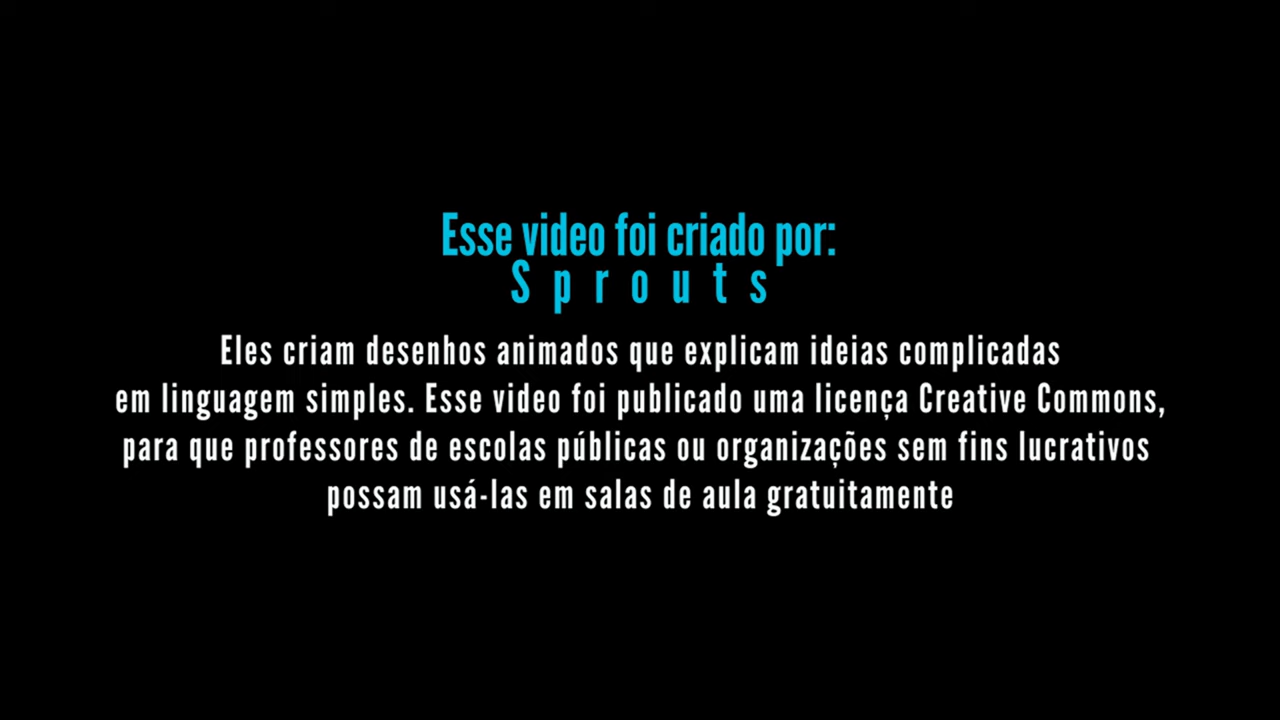 Esse video foi criado por:
Sprouts
Eles criam desenhos animados que explicam ideias complicadas
em linguagem simples. Esse video foi publicado uma licença Creative Commons,
para que professores de escolas públicas ou organizações sem fins lucrativos
possam usá-las em salas de aula gratuitamente